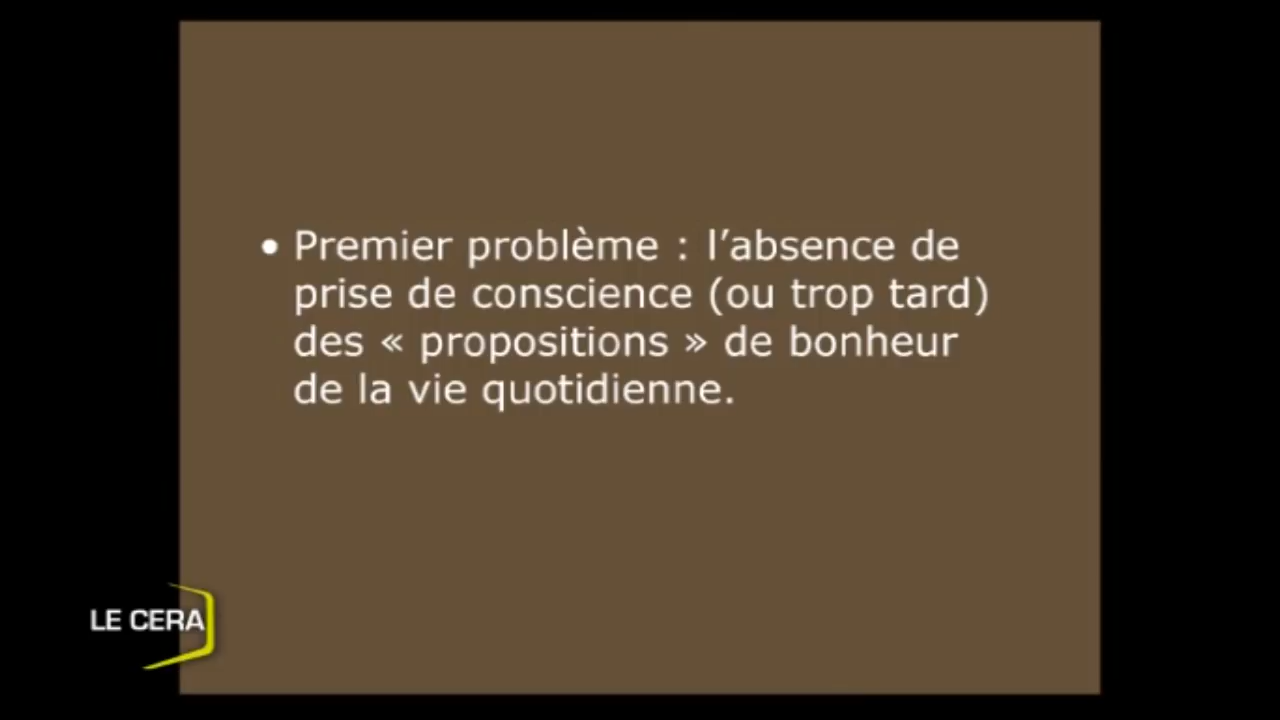 • Premier problème : l’absence de
prise de conscience (ou trop tard)
des « propositions » de bonheur
de la vie quotidienne.
LE CERA